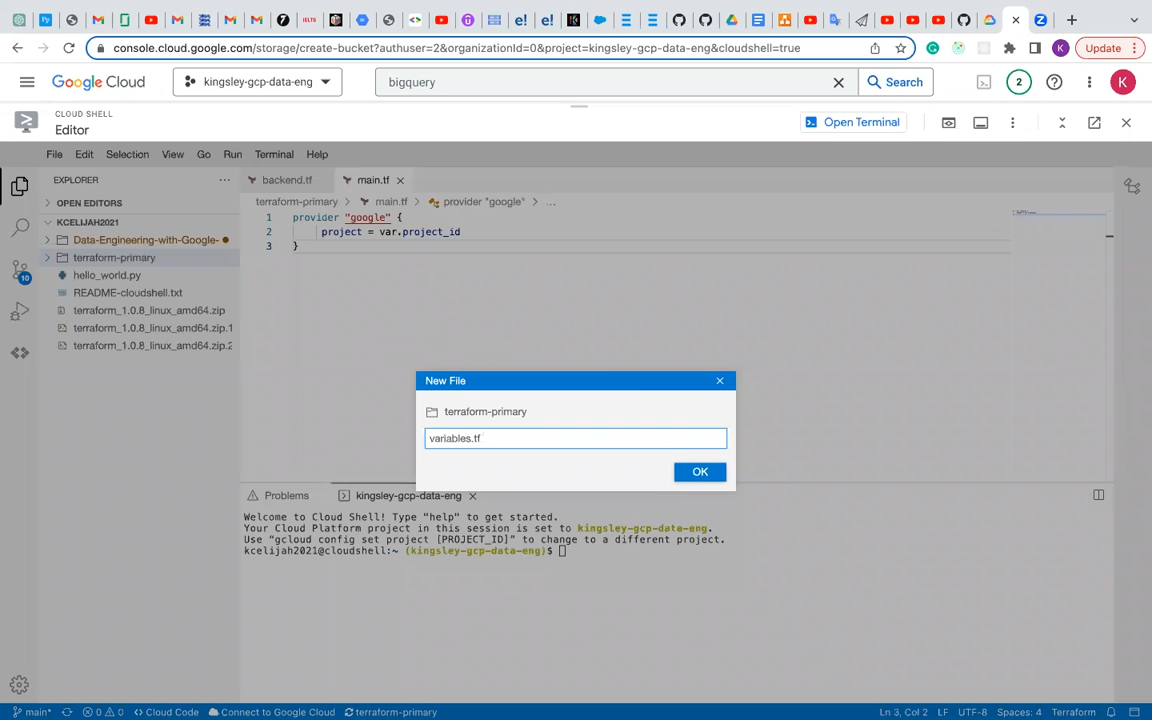 console.cloud.google.com/storage/create-bucket?authuser=2&organizationId=0&project=kingsley-gcp-data-eng&cloudshell=true
K
Update
Google Cloud
kingsley-gcp-data-eng
bigquery
Search
2
K
CLOUD SHELL
Editor
Open Terminal
File Edit Selection View Go Run Terminal Help
EXPLORER
OPEN EDITORS
KCELIJAH2021
Data-Engineering-with-Google-
terraform-primary
hello_world.py
README-cloudshell.txt
terraform_1.0.8_linux_amd64.zip
terraform_1.0.8_linux_amd64.zip.1
terraform_1.0.8_linux_amd64.zip.2
10
backend.tf main.tf
terraform-primary > main.tf > provider "google" > ...
1 provider "google" {
2 project = var.project_id
3 }
New File
terraform-primary
variables.tf
OK
Problems kingsley-gcp-data-eng
Welcome to Cloud Shell! Type "help" to get started.
Your Cloud Platform project in this session is set to kingsley-gcp-data-eng.
Use "gcloud config set project [PROJECT_ID]" to change to a different project.
kcelijah2021@cloudshell:~ (kingsley-gcp-data-eng)$
main* 0 0 Cloud Code Connect to Google Cloud terraform-primary Ln 3, Col 2 LF UTF-8 Spaces: 4 Terraform